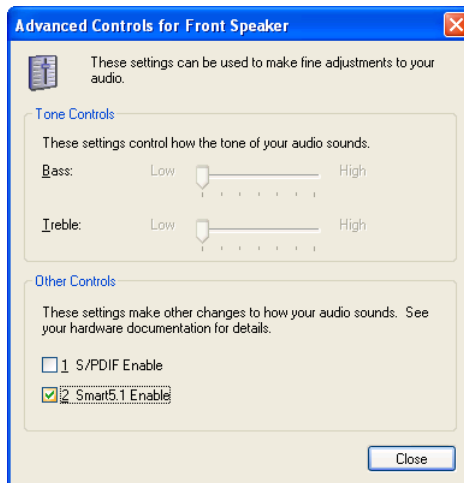 Advanced Controls for Front Speaker
These settings can be used to make fine adjustments to your
audio.
Tone Controls
These settings control how the tone of your audio sounds.
Bass: Low High
Treble: Low High
Other Controls
These settings make other changes to how your audio sounds. See
your hardware documentation for details.
1 S/PDIF Enable
2 Smart5.1 Enable
Close